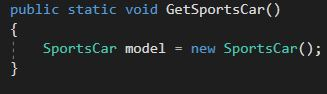 public static void GetSportsCar()
{
SportsCar model = new SportsCar();
}